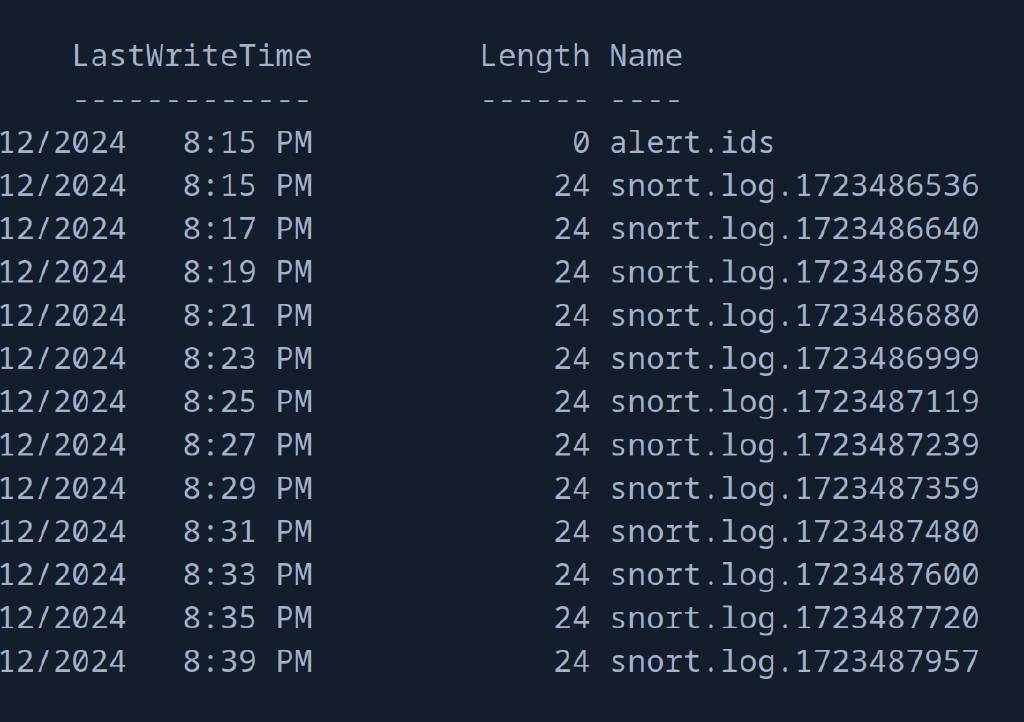 LastWriteTime Length Name
------------- ------ ----
12/2024 8:15 PM 0 alert.ids
12/2024 8:15 PM 24 snort.log.1723486536
12/2024 8:17 PM 24 snort.log.1723486640
12/2024 8:19 PM 24 snort.log.1723486759
12/2024 8:21 PM 24 snort.log.1723486880
12/2024 8:23 PM 24 snort.log.1723486999
12/2024 8:25 PM 24 snort.log.1723487119
12/2024 8:27 PM 24 snort.log.1723487239
12/2024 8:29 PM 24 snort.log.1723487359
12/2024 8:31 PM 24 snort.log.1723487480
12/2024 8:33 PM 24 snort.log.1723487600
12/2024 8:35 PM 24 snort.log.1723487720
12/2024 8:39 PM 24 snort.log.1723487957